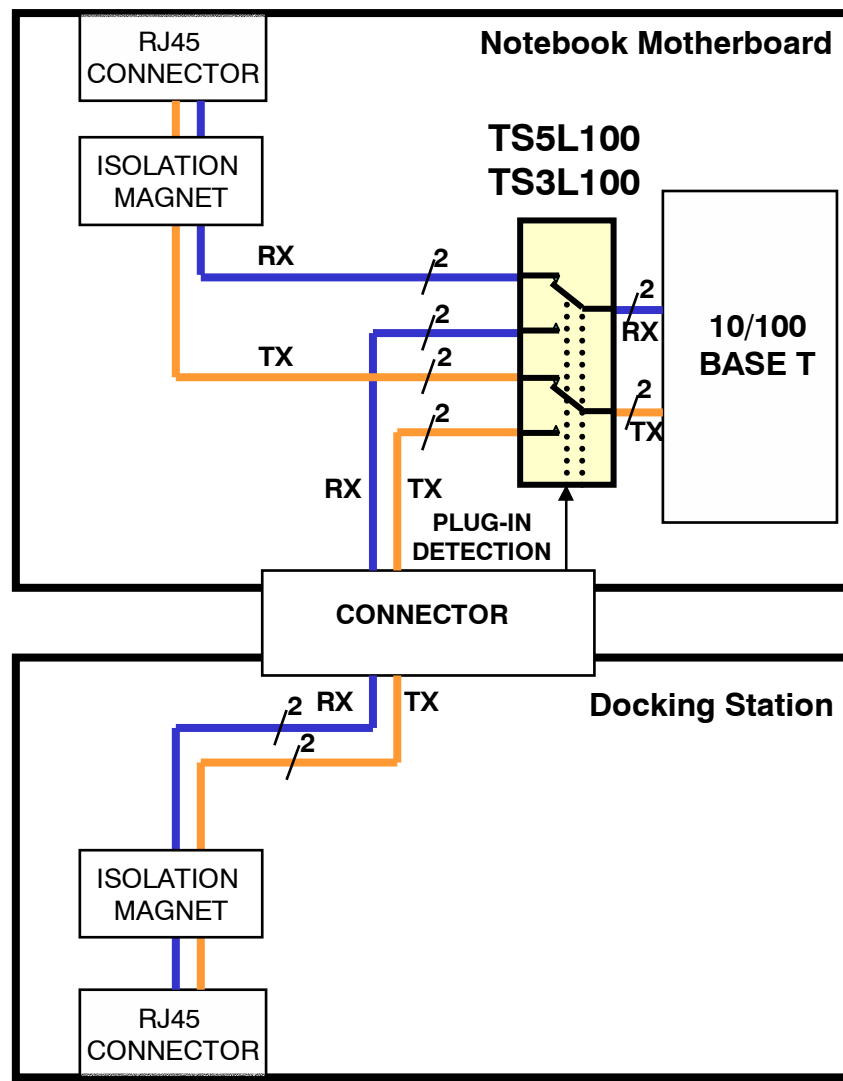 RJ45
CONNECTOR
Notebook Motherboard
ISOLATION
MAGNET
TS5L100
TS3L100
RX
2
2
RX
10/100
BASE T
2
TX
2
2
TX
2
RX
TX
PLUG-IN
DETECTION
CONNECTOR
2
RX
TX
Docking Station
2
ISOLATION
MAGNET
RJ45
CONNECTOR